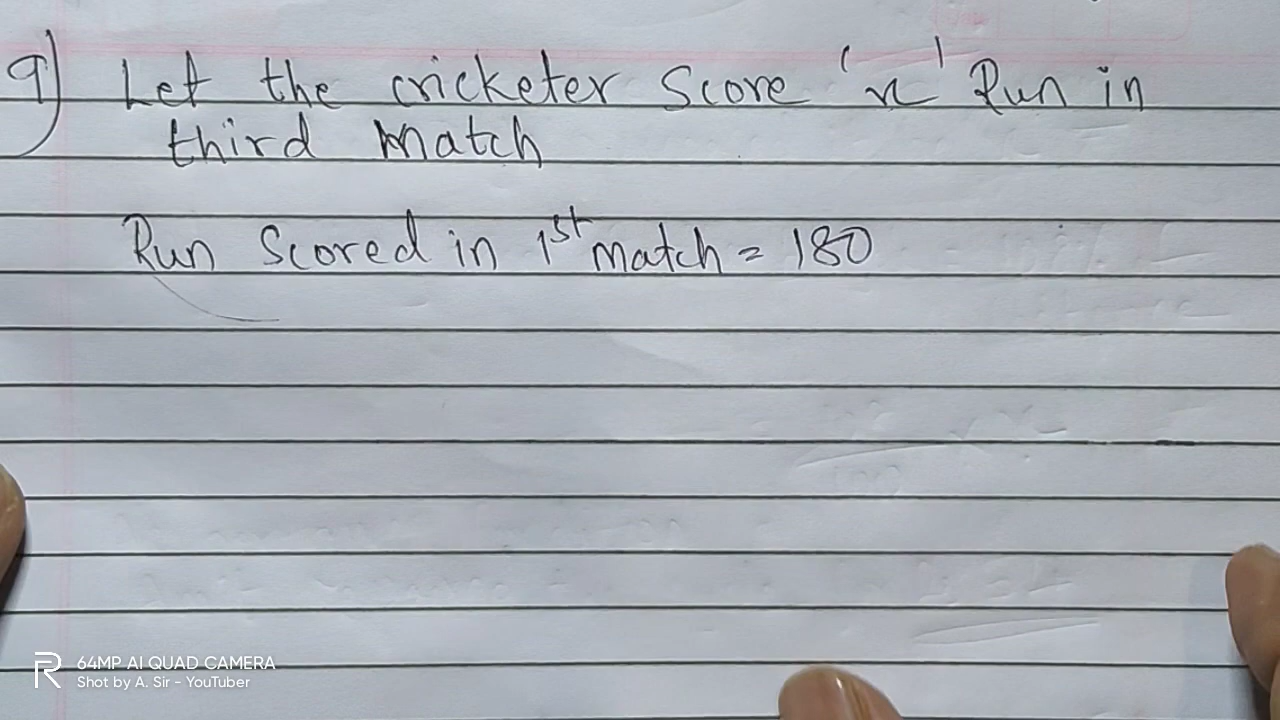 9) Let the cricketer Score 'x' Run in
third match
Run Scored in 1st match = 180
64MP AI QUAD CAMERA
Shot by A. Sir - YouTuber